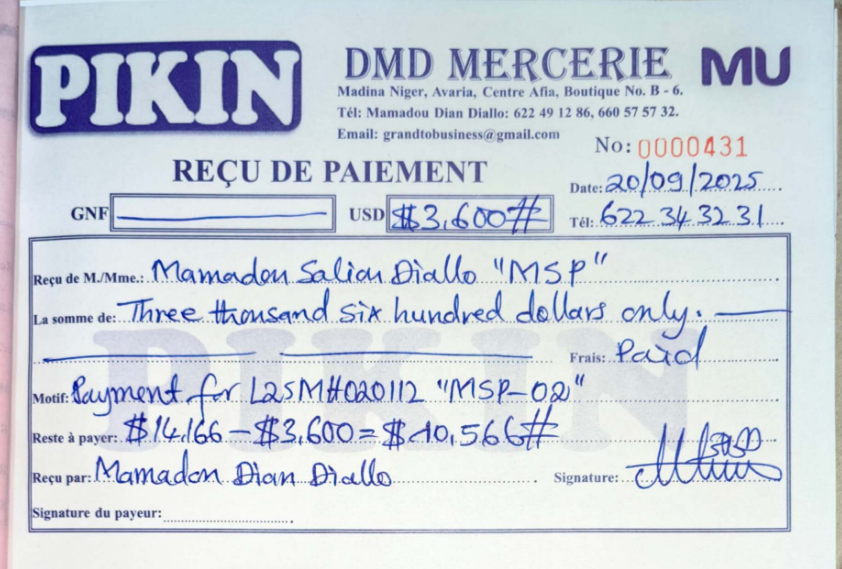 PIKIN
DMD MERCERIE
MU
Madina Niger, Avaria, Centre Afia, Boutique No. B - 6.
Tél: Mamadou Dian Diallo: 622 49 12 86, 660 57 57 32.
Email: grandtobusiness@gmail.com
No: 0000431
REÇU DE PAIEMENT
Date: 20/09/2025
GNF USD $3,600#
Tél: 622 34 32 31
Reçu de M./Mme.: Mamadou Saliou Diallo "MSP"
La somme de: Three thousand six hundred dollars only.
Frais: Paid
Motif: Payment for L25MH020112 "MSP-02"
Reste à payer: $14,166 - $3,600 = $10,566#
Reçu par: Mamadou Dian Diallo
Signature:
Signature du payeur:
PIKIN